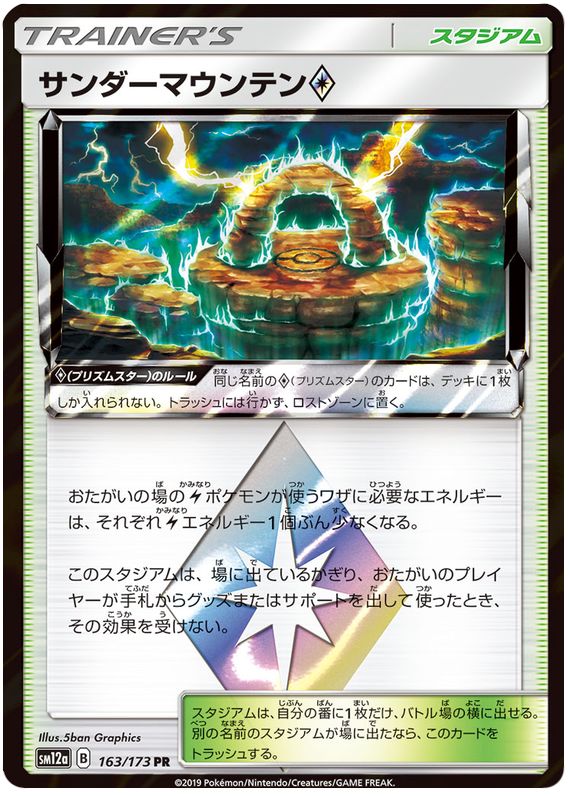 TRAINER'S スタジアム
サンダーマウンテン
(プリズムスター)のルール 同じ名前の(プリズムスター)のカードは、デッキに1枚
しか入れられない。トラッシュには行かず、ロストゾーンに置く。
おたがいの場のポケモンが使うワザに必要なエネルギー
は、それぞれエネルギー1個ぶん少なくなる。
このスタジアムは、場に出ているかぎり、おたがいのプレイ
ヤーが手札からグッズまたはサポートを出して使ったとき、
その効果を受けない。
スタジアムは、自分の番に1枚だけ、バトル場の横に出せる。
別の名前のスタジアムが場に出たなら、このカードを
トラッシュする。
Illus.5ban Graphics
sm12a B 163/173 PR
©2019 Pokémon/Nintendo/Creatures/GAME FREAK.